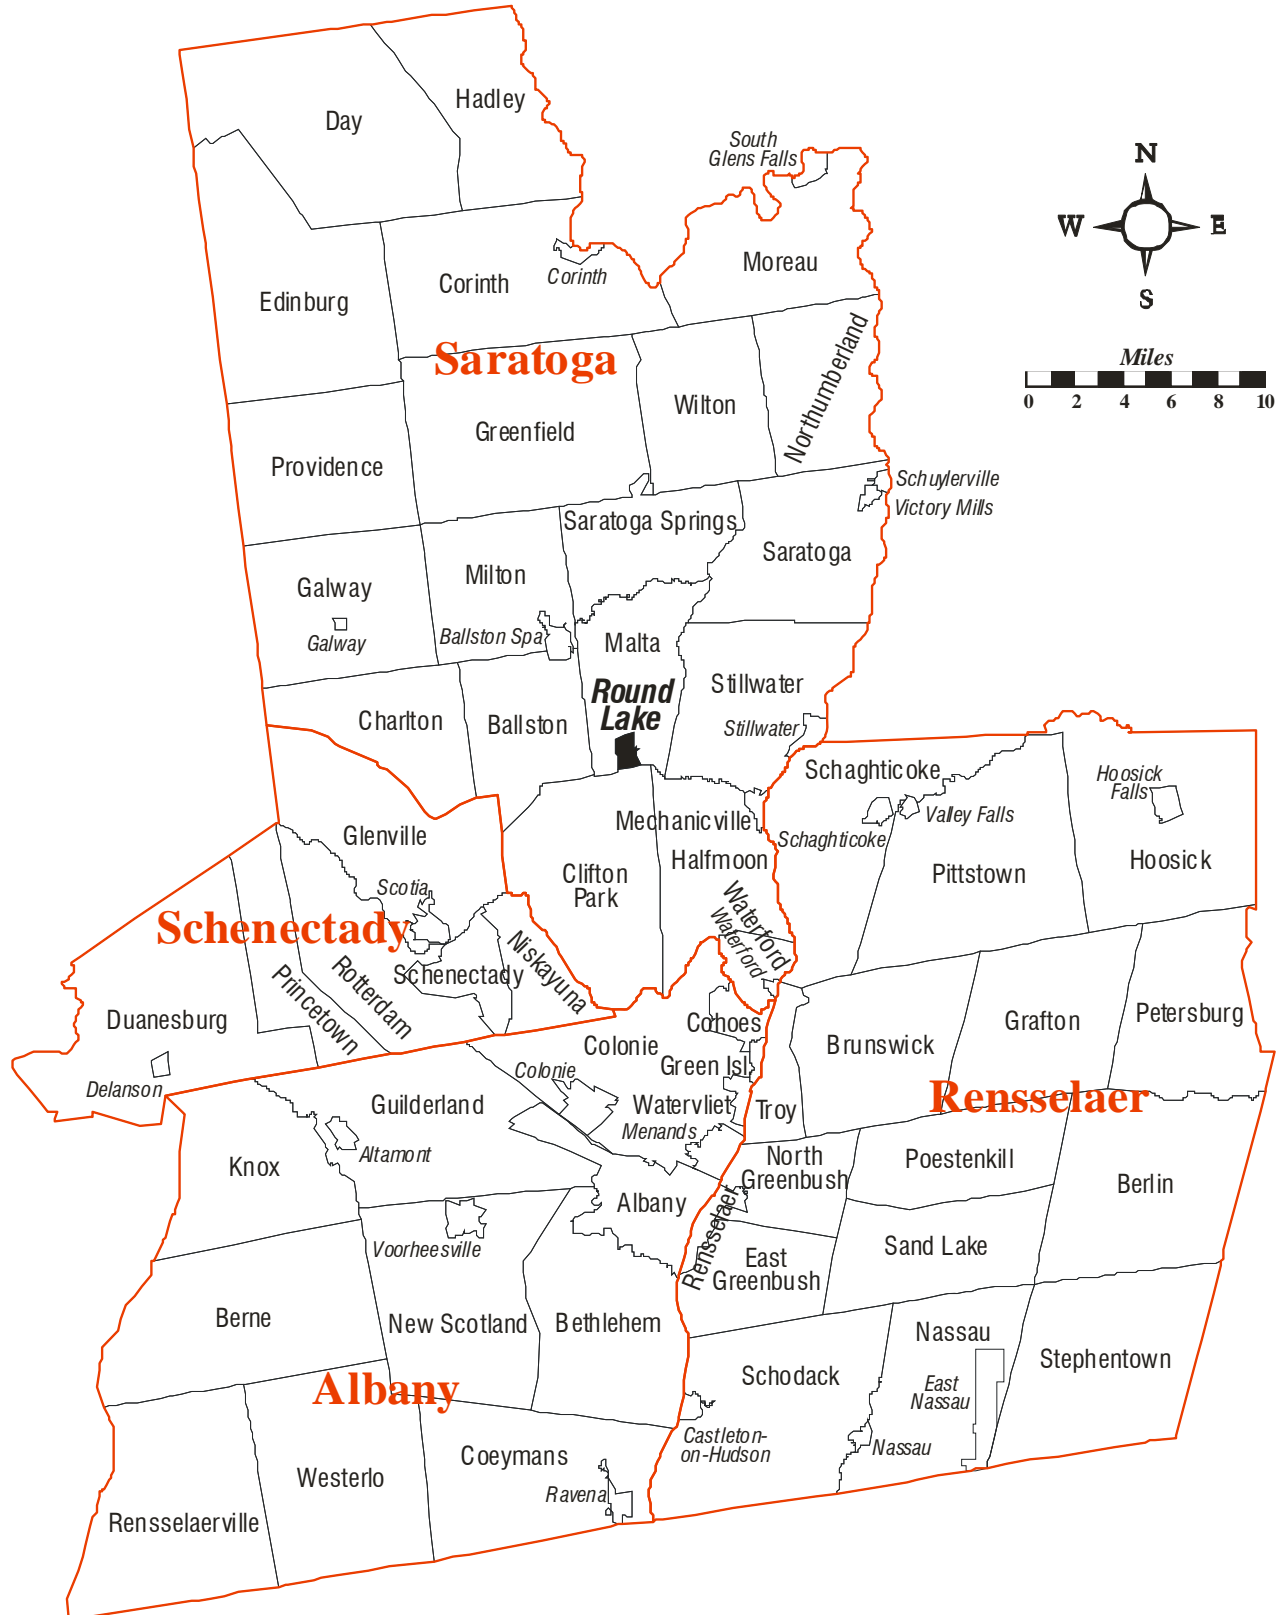 Hadley
Day
South
Glens Falls
N
W
E
S
Moreau
Corinth
Corinth
Edinburg
Miles
0 2 4 6 8 10
Saratoga
Northumberland
Wilton
Greenfield
Providence
Schuylerville
Victory Mills
Saratoga Springs
Saratoga
Milton
Galway
Galway
Ballston Spa
Malta
Round
Lake
Stillwater
Stillwater
Charlton
Ballston
Schaghticoke
Hoosick
Falls
Valley Falls
Schaghticoke
Mechanicville
Glenville
Halfmoon
Hoosick
Clifton
Park
Pittstown
Scotia
Waterford
Waterford
Schenectady
Niskayuna
Schenectady
Rotterdam
Princetown
Duanesburg
Cohoes
Colonie
Petersburg
Grafton
Brunswick
Green Isl.
Colonie
Delanson
Rensselaer
Guilderland
Watervliet
Troy
Menands
Altamont
Knox
North
Greenbush
Poestenkill
Berlin
Albany
Rensselaer
Voorheesville
Sand Lake
East
Greenbush
Berne
New Scotland
Bethlehem
Nassau
Stephentown
Schodack
East
Nassau
Albany
Castleton-
on-Hudson
Nassau
Coeymans
Westerlo
Ravena
Rensselaerville